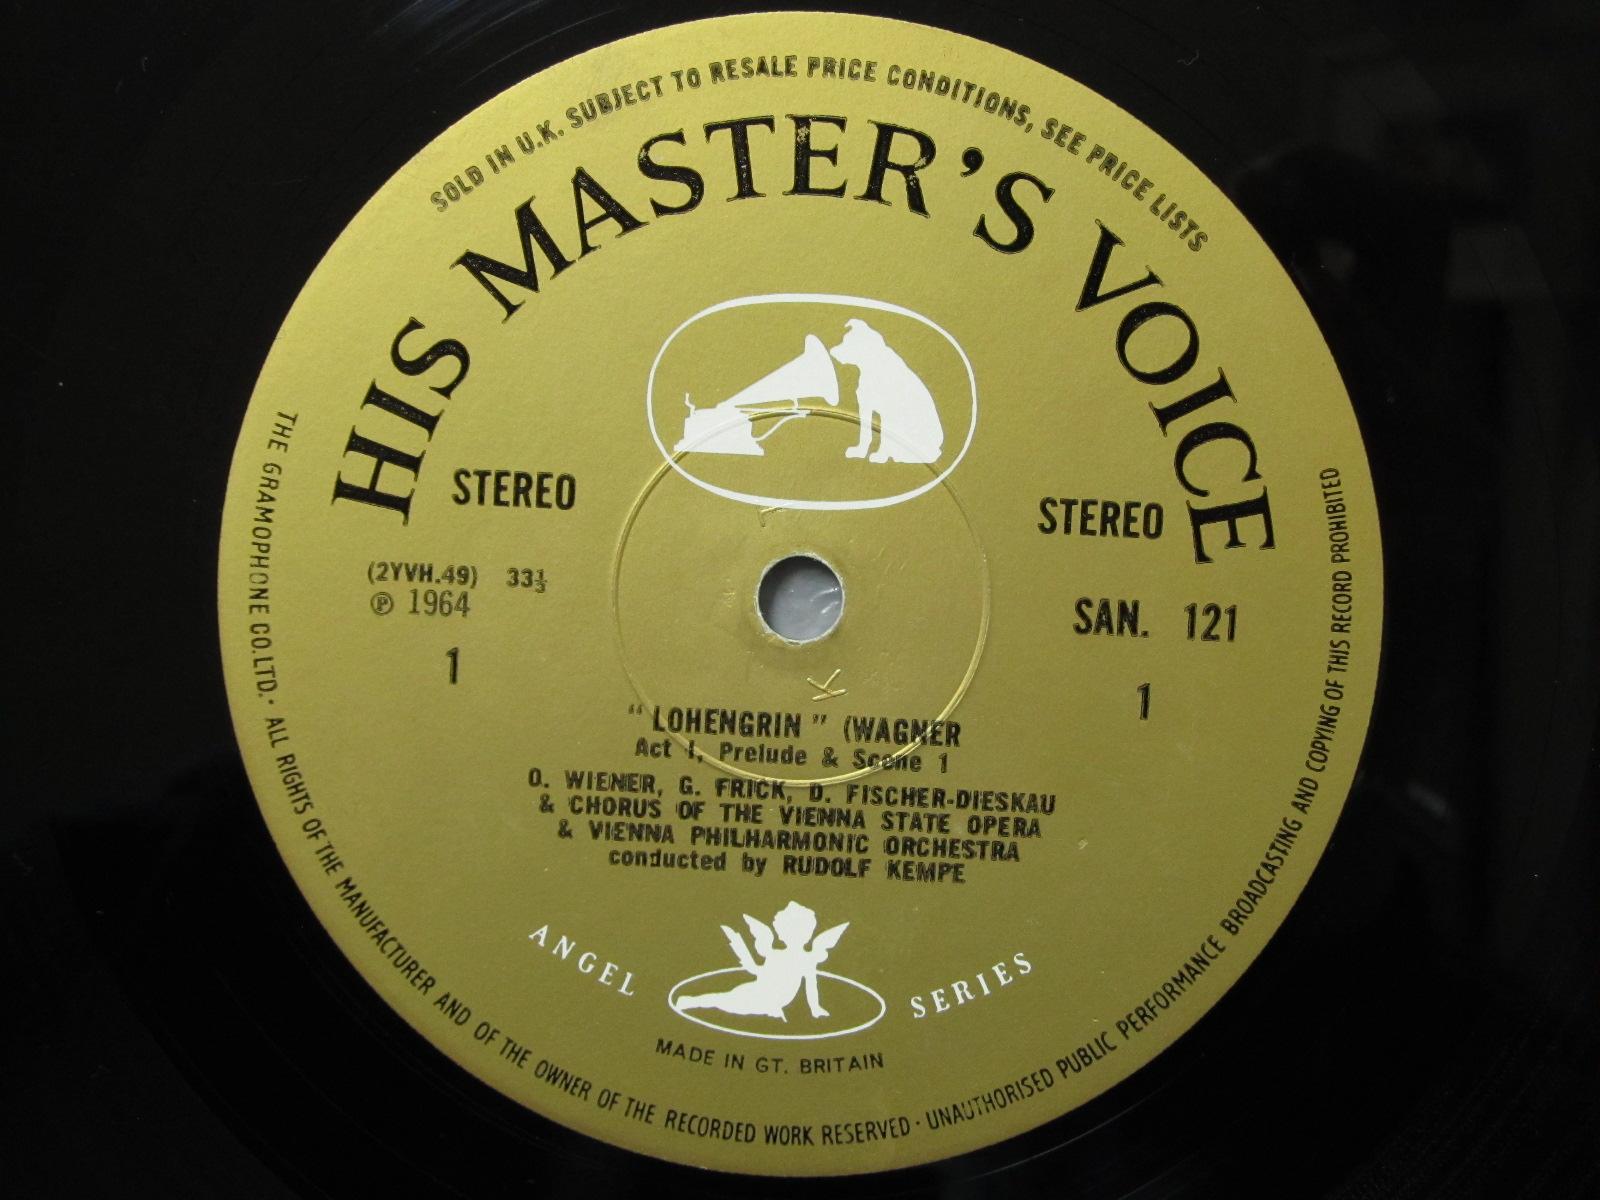 SOLD IN U.K. SUBJECT TO RESALE PRICE CONDITIONS, SEE PRICE LISTS
HIS MASTER'S VOICE
STEREO
STEREO
(2YVH.49) 33⅓
℗ 1964
1
SAN. 121
1
T
K
" LOHENGRIN " (WAGNER
Act 1, Prelude & Scene 1
O. WIENER, G. FRICK, D. FISCHER-DIESKAU
& CHORUS OF THE VIENNA STATE OPERA
& VIENNA PHILHARMONIC ORCHESTRA
conducted by RUDOLF KEMPE
ANGEL SERIES
MADE IN GT. BRITAIN
THE GRAMOPHONE CO.LTD. · ALL RIGHTS OF THE MANUFACTURER AND OF THE OWNER OF THE RECORDED WORK RESERVED · UNAUTHORISED PUBLIC PERFORMANCE BROADCASTING AND COPYING OF THIS RECORD PROHIBITED